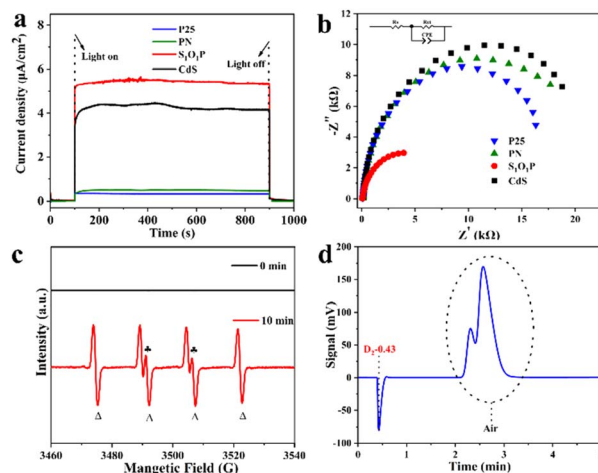 a
P25
PN
S₁O₁P
CdS
Light on
Light off
Current density (μA/cm²)
8
6
4
2
0
0 200 400 600 800 1000
Time (s)
b
Rs
Rct
CPE
-Z'' (kΩ)
12
10
8
6
4
2
0
P25
PN
S₁O₁P
CdS
0 5 10 15 20 25
Z' (kΩ)
c
0 min
10 min
Intensity (a.u.)
♣ ♣
Δ Λ Λ Δ
3460 3480 3500 3520 3540
Mangetic Field (G)
d
Signal (mV)
200
150
100
50
0
-50
-100
D₂-0.43
Air
0 1 2 3 4 5
Time (min)